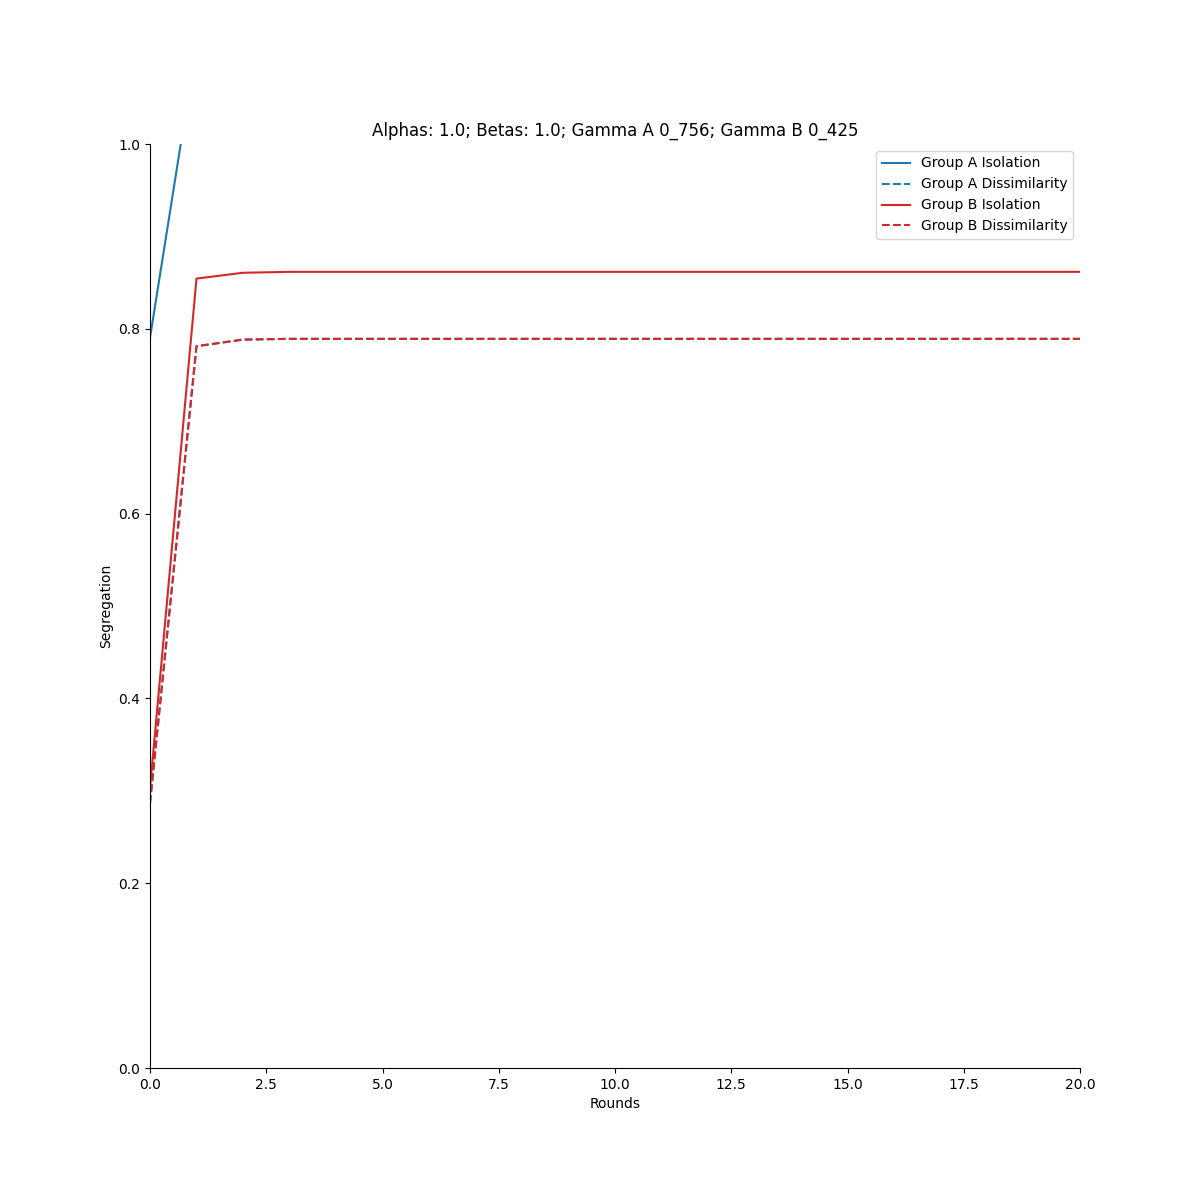 Alphas: 1.0; Betas: 1.0; Gamma A 0_756; Gamma B 0_425
Group A Isolation
Group A Dissimilarity
Group B Isolation
Group B Dissimilarity
1.0
0.8
0.6
0.4
0.2
0.0
Segregation
0.0 2.5 5.0 7.5 10.0 12.5 15.0 17.5 20.0
Rounds